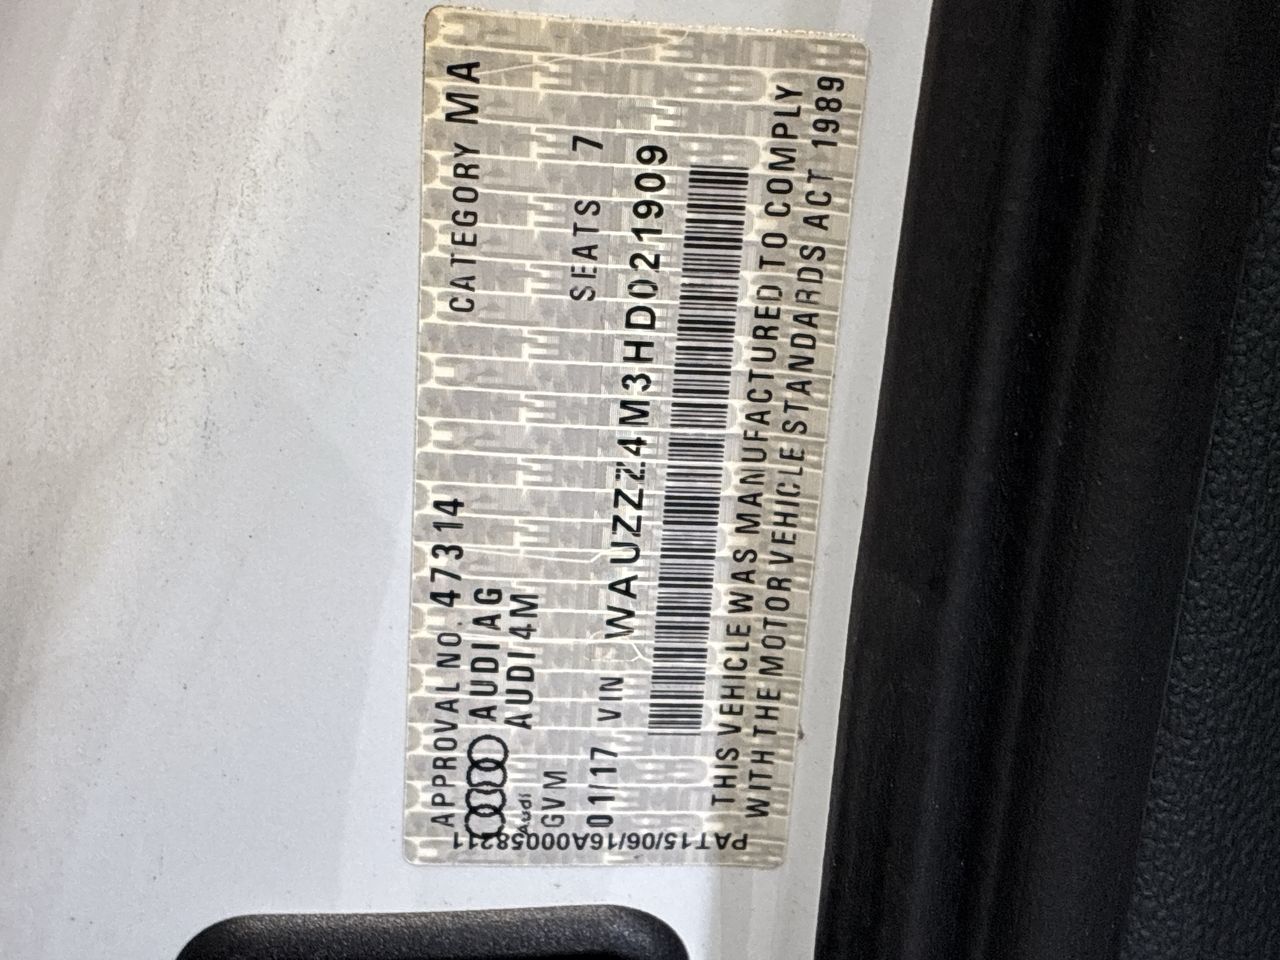 APPROVAL NO. 47314 CATEGORY MA
AUDI AG
AUDI 4M
Audi
GVM SEATS 7
01/17 VIN WAUZZZ4M3HD021909
THIS VEHICLE WAS MANUFACTURED TO COMPLY
WITH THE MOTOR VEHICLE STANDARDS ACT 1989
PAT15/06/16A00058211